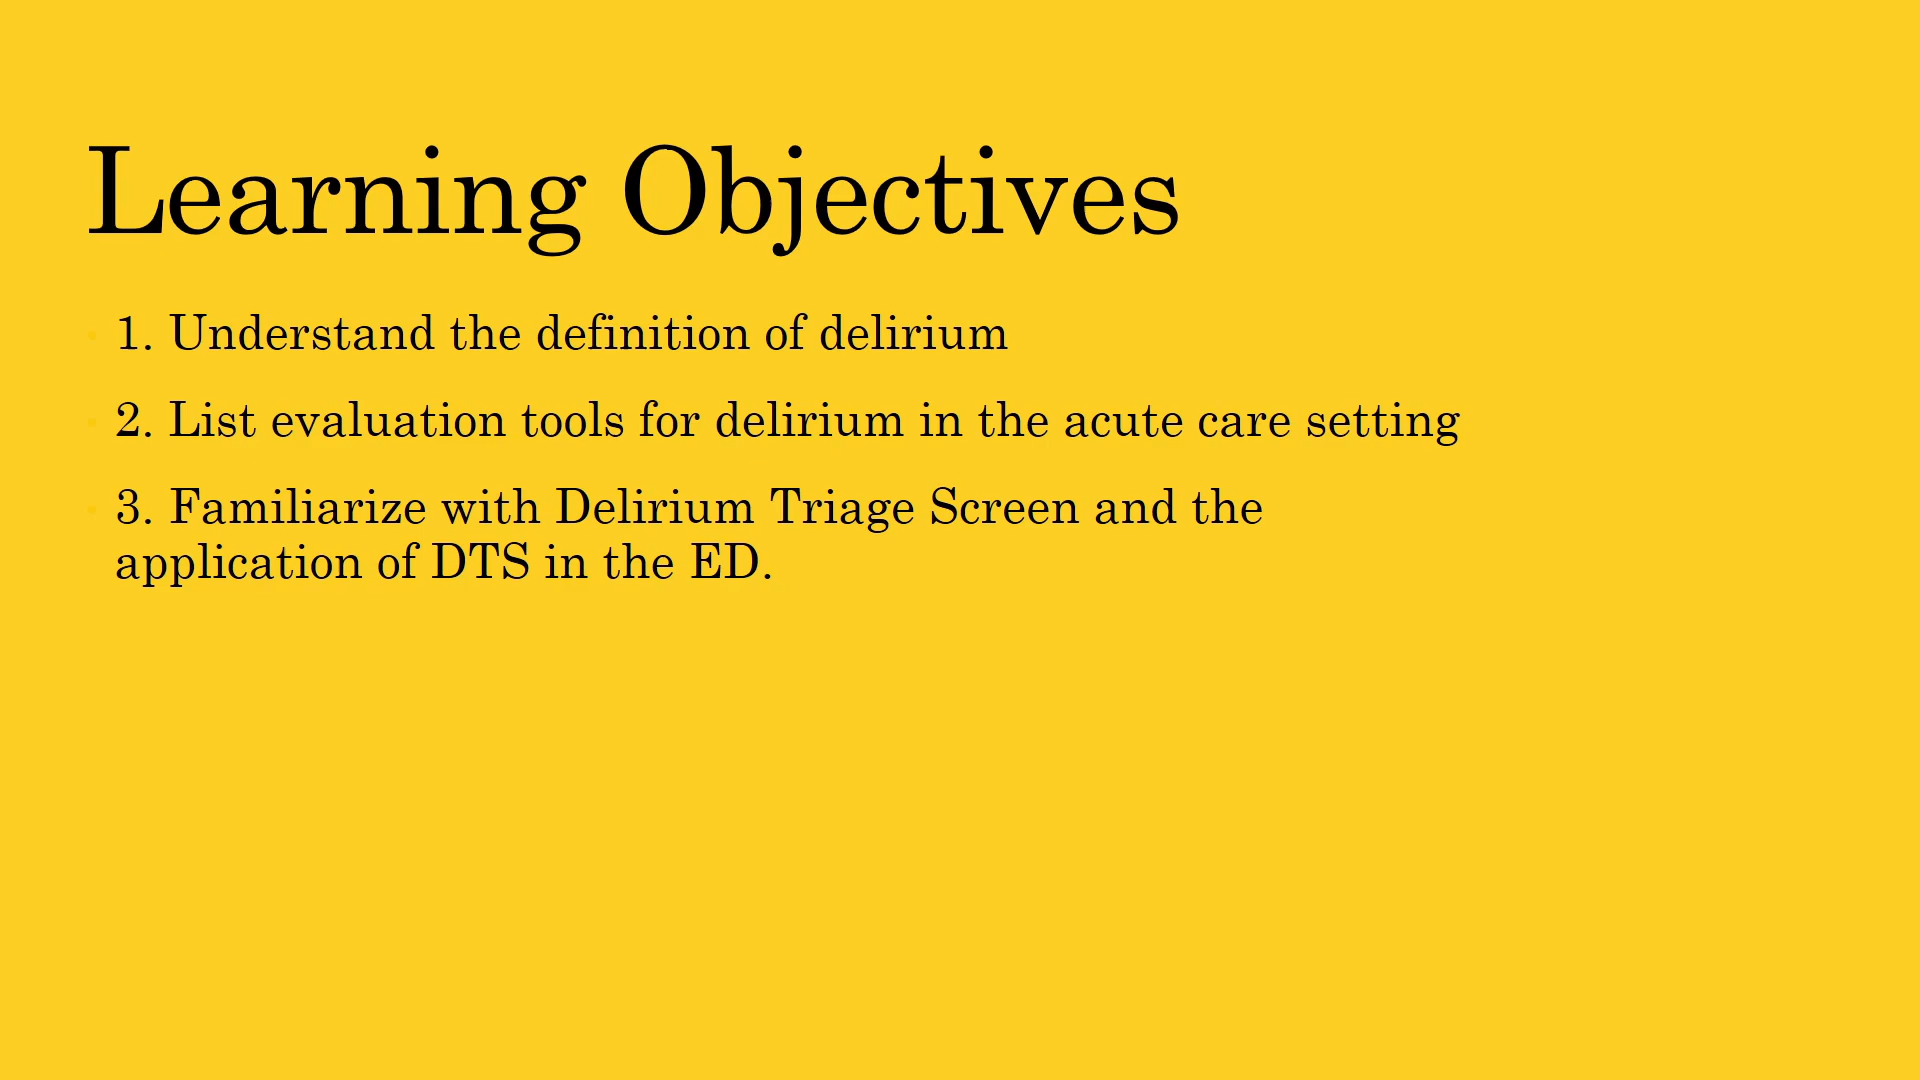 Learning Objectives
1. Understand the definition of delirium
2. List evaluation tools for delirium in the acute care setting
3. Familiarize with Delirium Triage Screen and the
application of DTS in the ED.